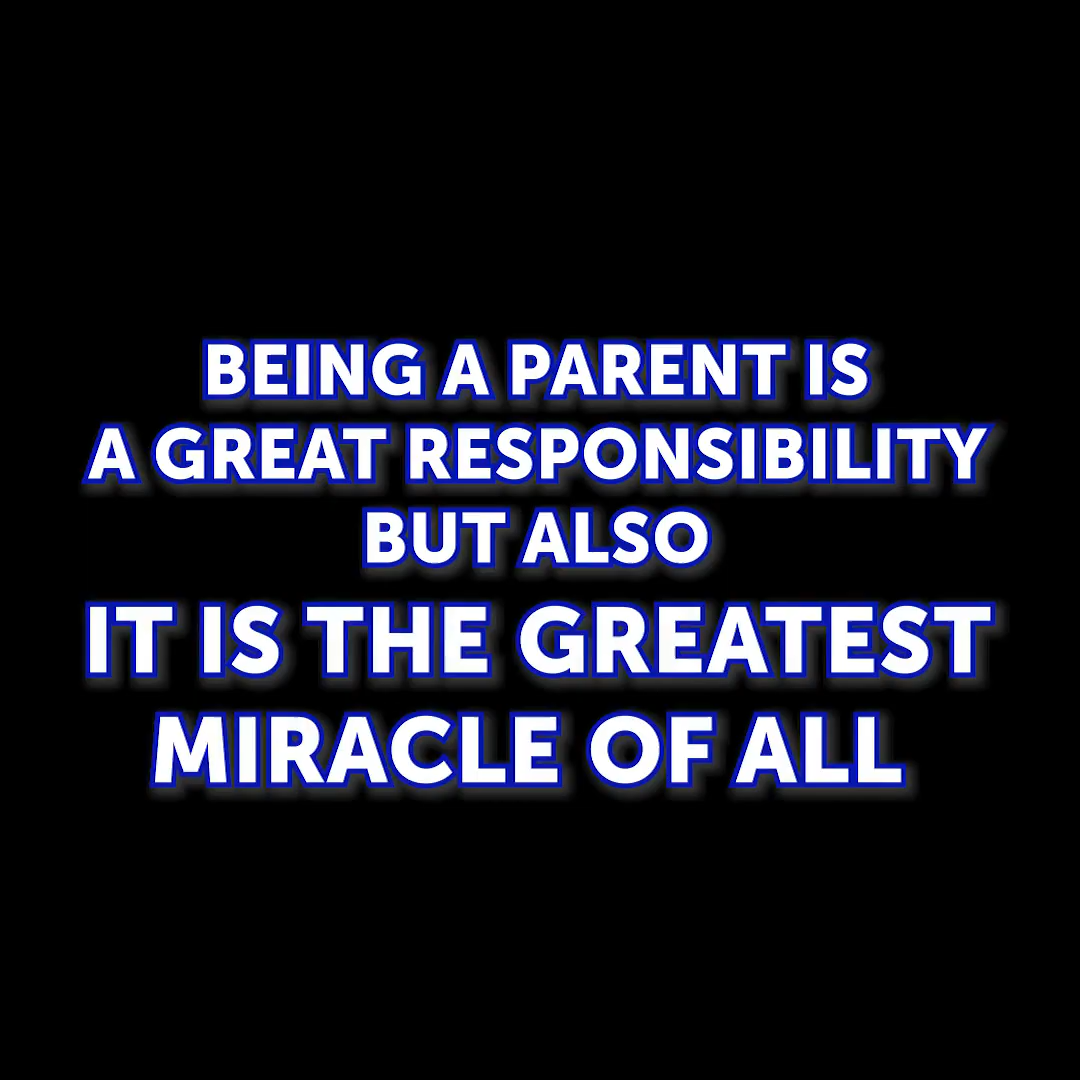 BEING A PARENT IS
A GREAT RESPONSIBILITY
BUT ALSO
IT IS THE GREATEST
MIRACLE OF ALL